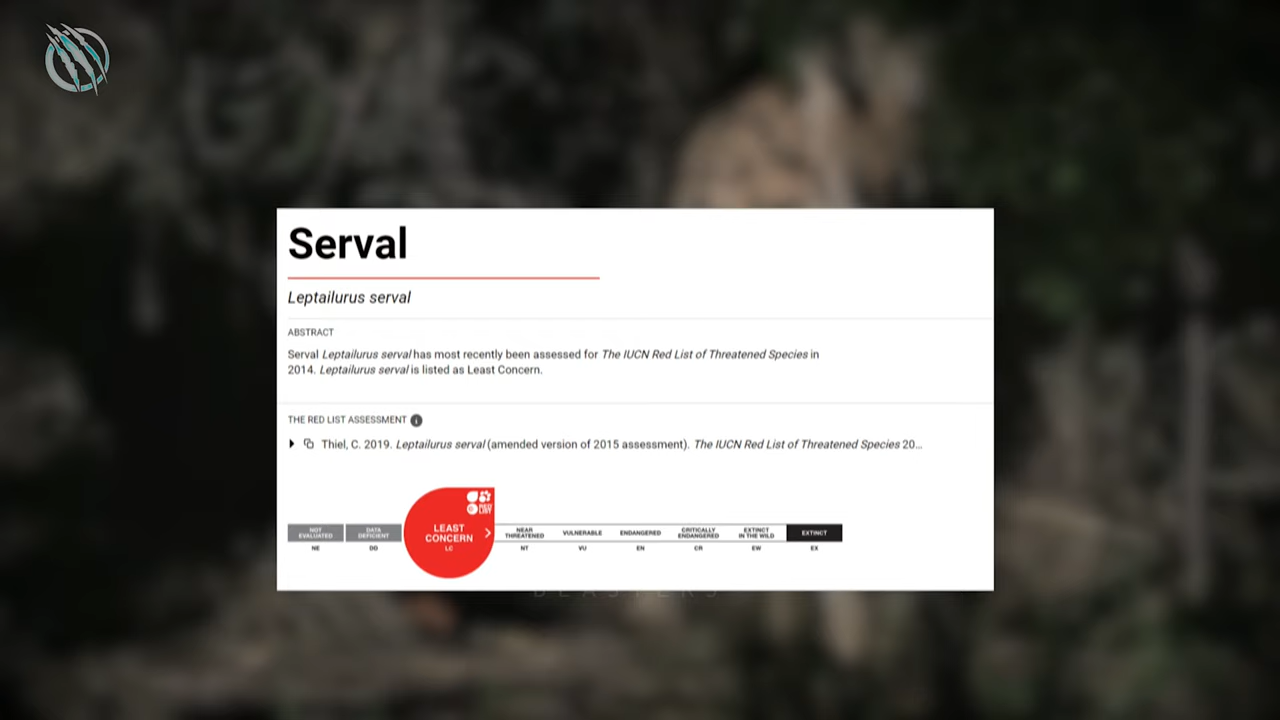 Serval
Leptailurus serval
ABSTRACT
Serval Leptailurus serval has most recently been assessed for The IUCN Red List of Threatened Species in
2014. Leptailurus serval is listed as Least Concern.
THE RED LIST ASSESSMENT i
Thiel, C. 2019. Leptailurus serval (amended version of 2015 assessment). The IUCN Red List of Threatened Species 20...
NOT EVALUATED
NE
DATA DEFICIENT
DD
LEAST CONCERN
LC
NEAR THREATENED
NT
VULNERABLE
VU
ENDANGERED
EN
CRITICALLY ENDANGERED
CR
EXTINCT IN THE WILD
EW
EXTINCT
EX